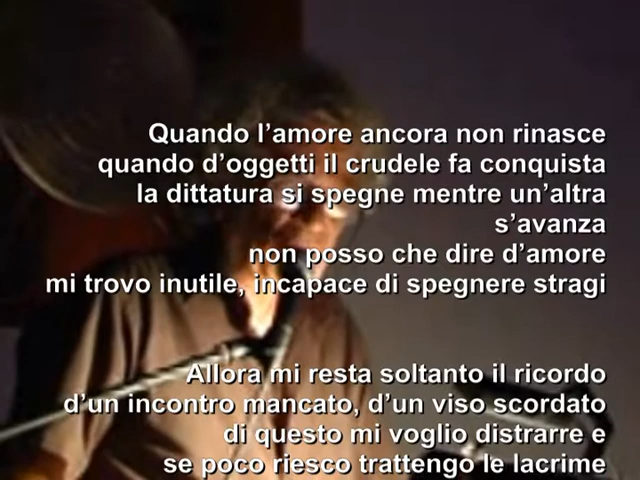 Quando l’amore ancora non rinasce
quando d’oggetti il crudele fa conquista
la dittatura si spegne mentre un’altra
s’avanza
non posso che dire d’amore
mi trovo inutile, incapace di spegnere stragi
Allora mi resta soltanto il ricordo
d’un incontro mancato, d’un viso scordato
di questo mi voglio distrarre e
se poco riesco trattengo le lacrime